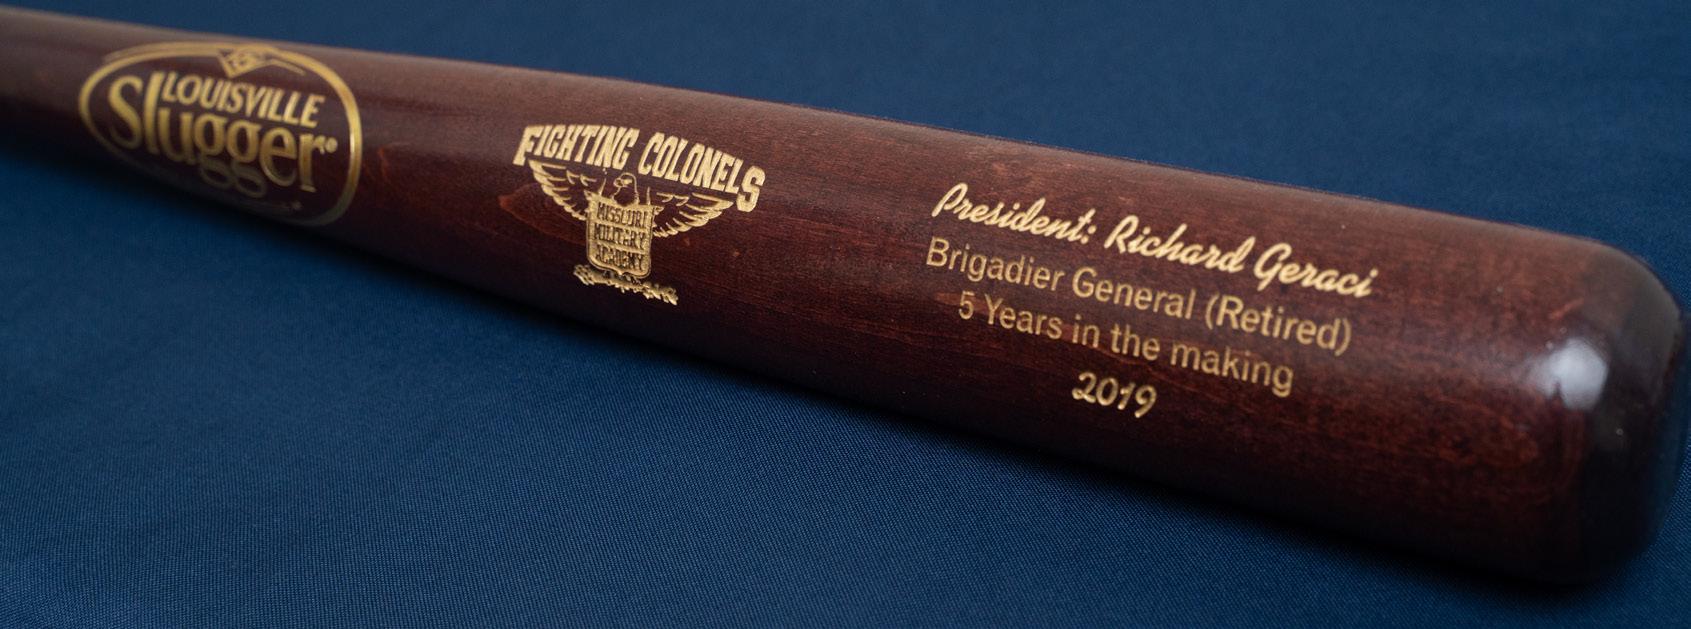 LOUISVILLE
Slugger®
FIGHTING COLONELS
MISSOURI
MILITARY
ACADEMY
President: Richard Geraci
Brigadier General (Retired)
5 Years in the making
2019